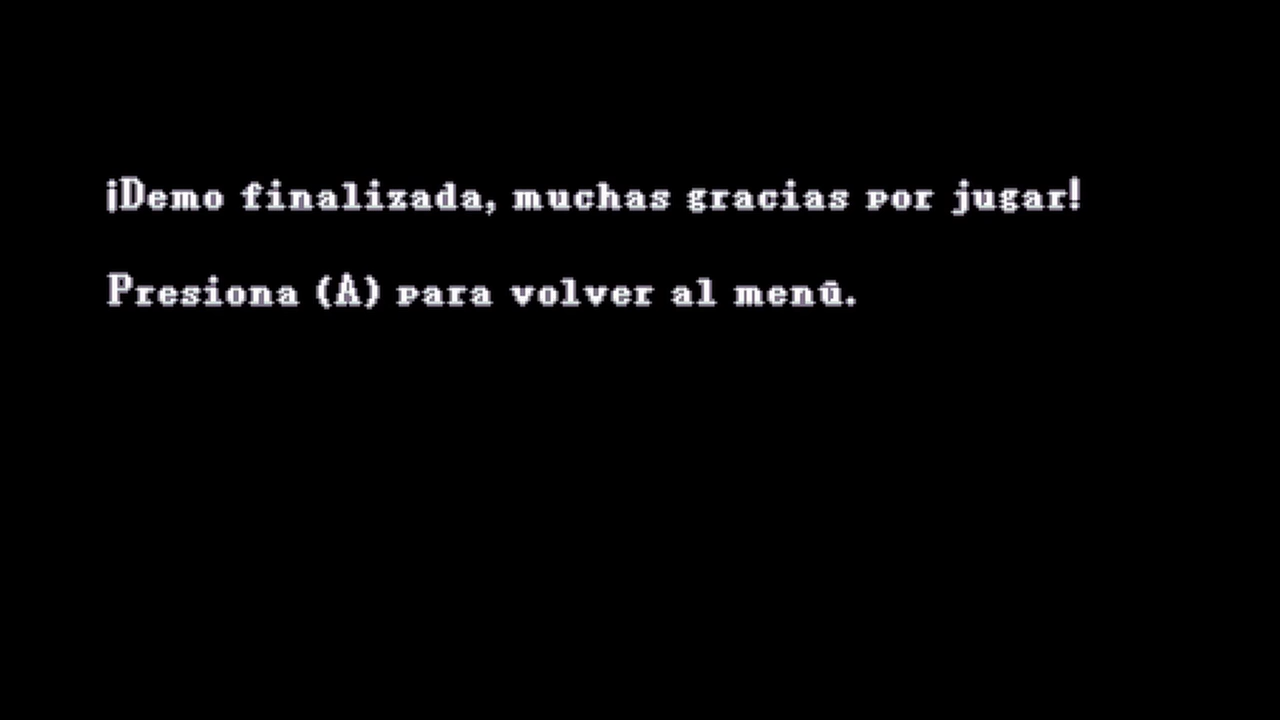 ¡Demo finalizada, muchas gracias por jugar!
Presiona (A) para volver al menú.